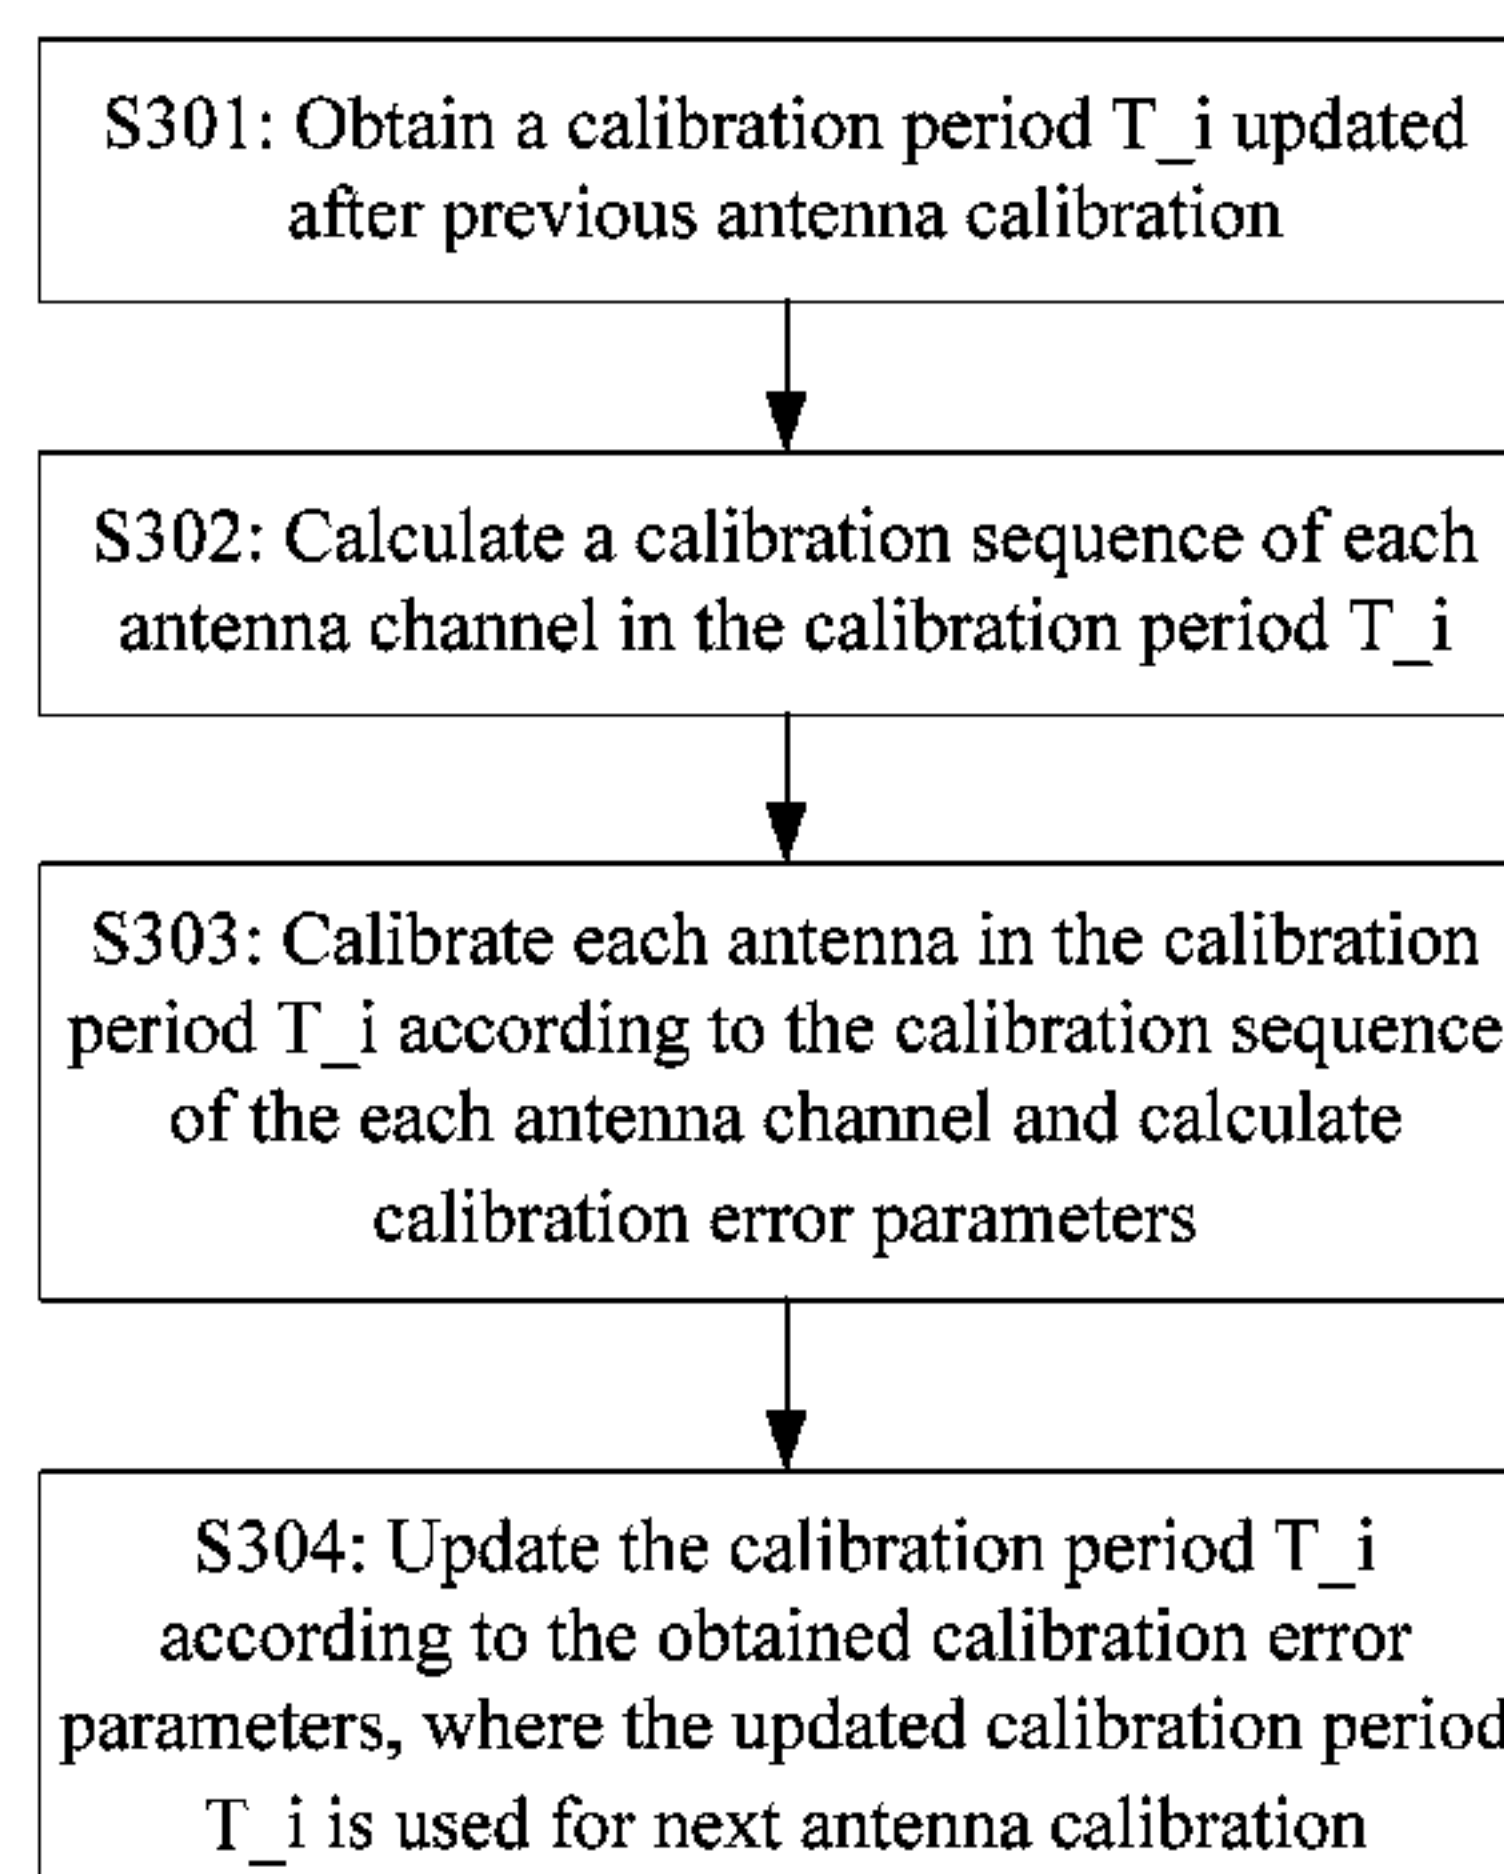 S301: Obtain a calibration period T_i updated
after previous antenna calibration
S302: Calculate a calibration sequence of each
antenna channel in the calibration period T_i
S303: Calibrate each antenna in the calibration
period T_i according to the calibration sequence
of the each antenna channel and calculate
calibration error parameters
S304: Update the calibration period T_i
according to the obtained calibration error
parameters, where the updated calibration period
T_i is used for next antenna calibration